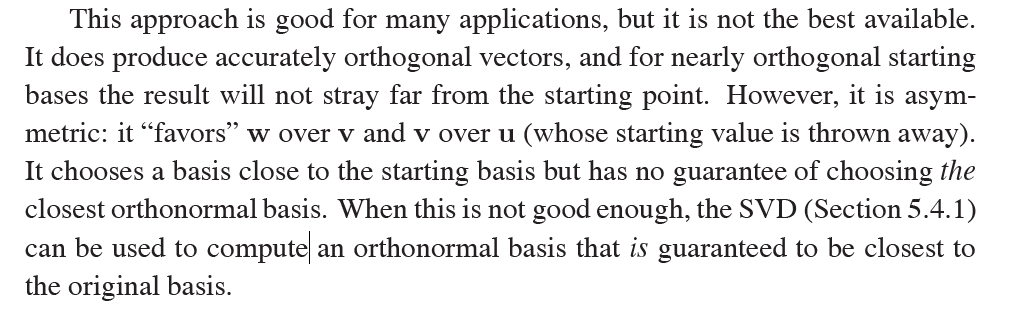 This approach is good for many applications, but it is not the best available.
It does produce accurately orthogonal vectors, and for nearly orthogonal starting
bases the result will not stray far from the starting point. However, it is asym-
metric: it “favors” w over v and v over u (whose starting value is thrown away).
It chooses a basis close to the starting basis but has no guarantee of choosing the
closest orthonormal basis. When this is not good enough, the SVD (Section 5.4.1)
can be used to compute an orthonormal basis that is guaranteed to be closest to
the original basis.